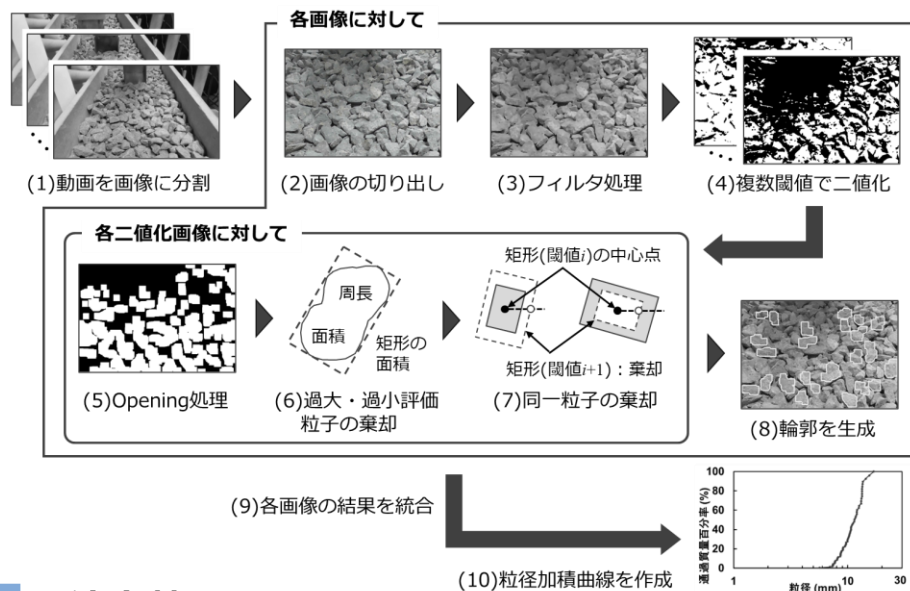 各画像に対して
(1)動画を画像に分割
(2)画像の切り出し
(3)フィルタ処理
(4)複数閾値で二値化
各二値化画像に対して
周長
面積
矩形の
面積
矩形(閾値i)の中心点
矩形(閾値i+1)：棄却
(5)Opening処理
(6)過大・過小評価
粒子の棄却
(7)同一粒子の棄却
(8)輪郭を生成
(9)各画像の結果を統合
(10)粒径加積曲線を作成
通過質量百分率 (%)
100
80
60
40
20
0
1
10
30
粒径 (mm)